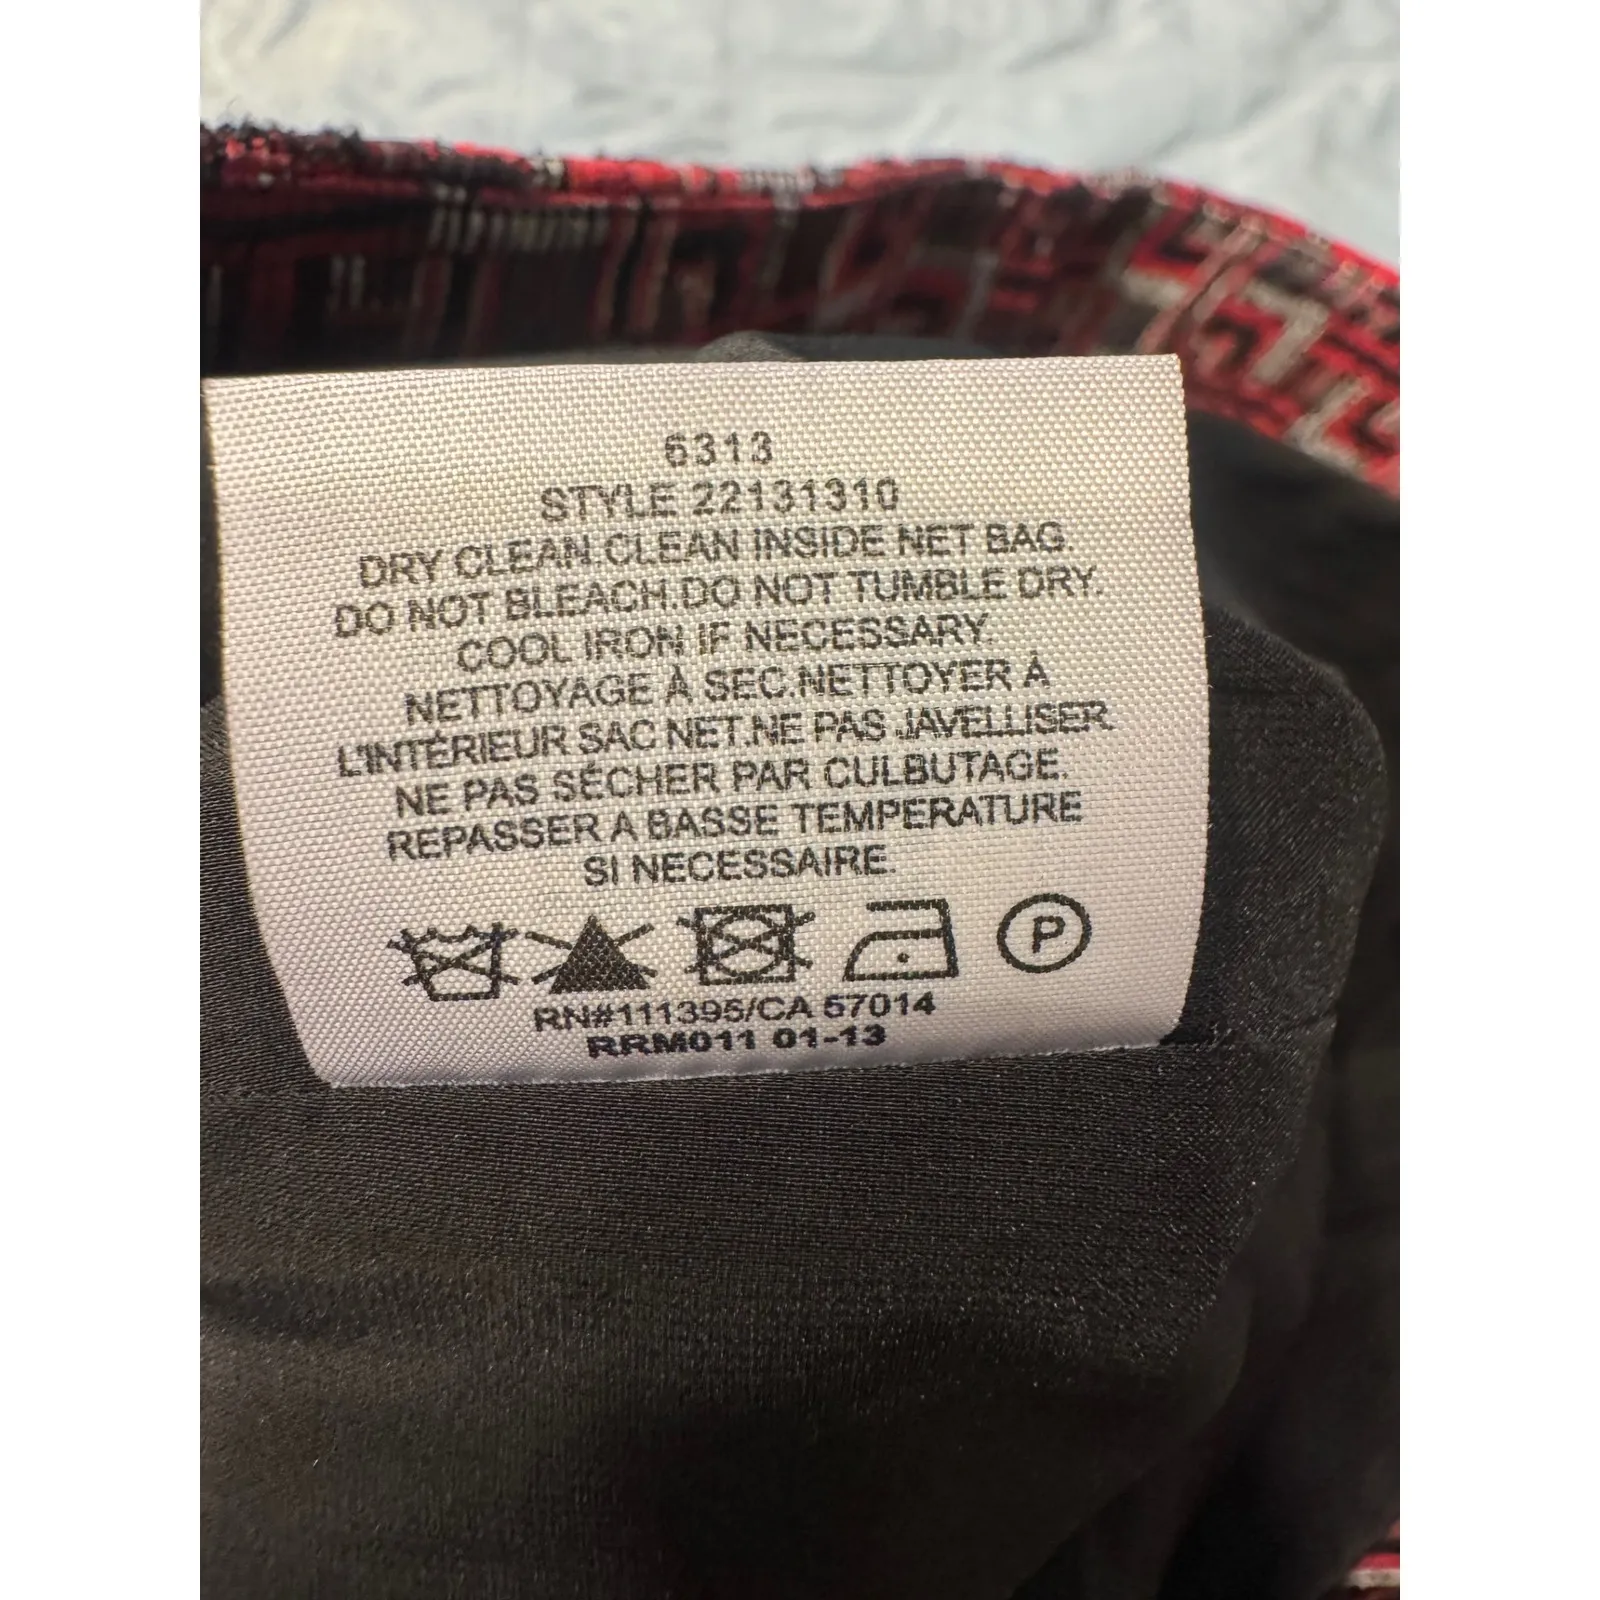 6313
STYLE 22131310
DRY CLEAN.CLEAN INSIDE NET BAG.
DO NOT BLEACH.DO NOT TUMBLE DRY.
COOL IRON IF NECESSARY.
NETTOYAGE À SEC.NETTOYER À
L'INTÉRIEUR SAC NET.NE PAS JAVELLISER.
NE PAS SÉCHER PAR CULBUTAGE.
REPASSER A BASSE TEMPERATURE
SI NECESSAIRE.
P
RN#111395/CA 57014
RRM011 01-13